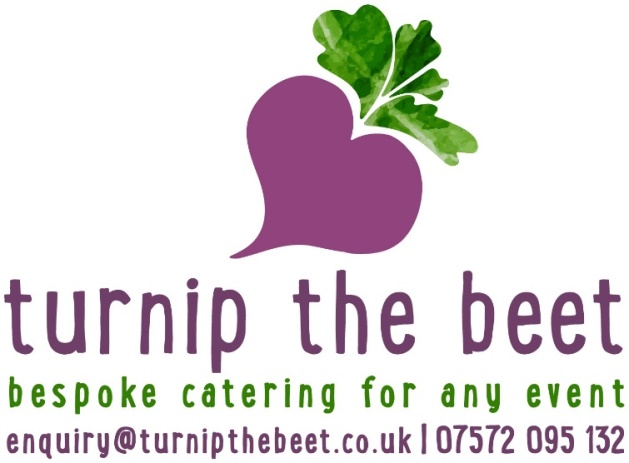 turnip the beet
bespoke catering for any event
enquiry@turnipthebeet.co.uk | 07572 095 132